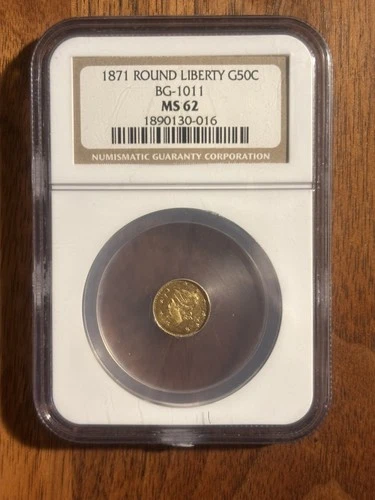 1871 ROUND LIBERTY G50C
BG-1011
MS 62
1890130-016
NUMISMATIC GUARANTY CORPORATION